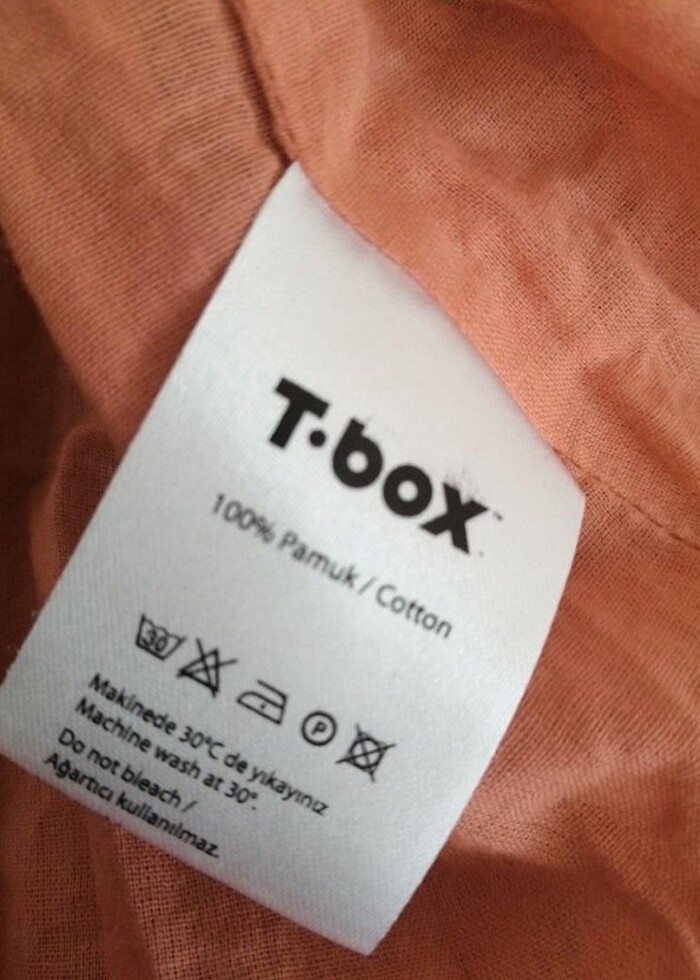 T·box
100% Pamuk / Cotton
30 P
Makinede 30°C de yıkayınız
Machine wash at 30°.
Do not bleach /
Ağartıcı kullanılmaz.